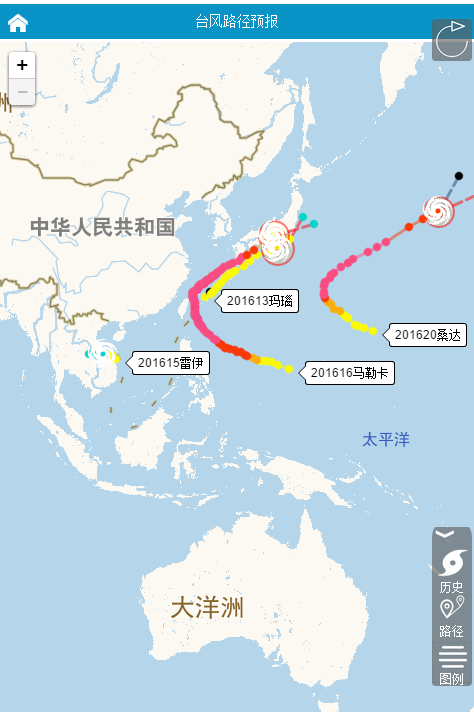 台风路径预报
+
−
洲
中华人民共和国
201613玛瑙
201620桑达
201615雷伊
201616马勒卡
太平洋
大洋洲
历史
路径
图例